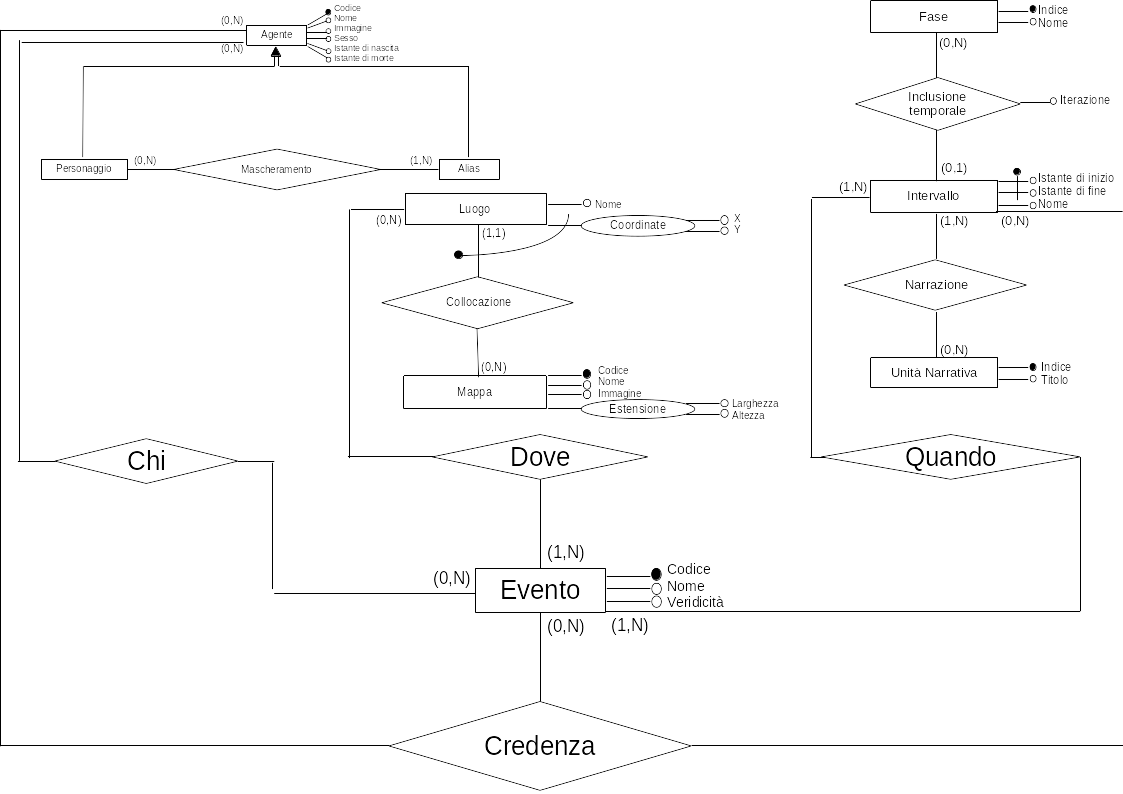 (0,N)
Agente
(0,N)
Codice
Nome
Immagine
Sesso
Istante di nascita
Istante di morte
Fase
Indice
Nome
(0,N)
Inclusione
temporale
Iterazione
(0.1)
Personaggio
(0,N)
Mascheramento
(1,N)
Alias
(1,N)
Intervallo
Istante di inizio
Istante di fine
Nome
(1,N)
(0,N)
Luogo
Nome
(0,N)
Coordinate
X
Y
(1,1)
Collocazione
Narrazione
(0,N)
Unità Narrativa
Indice
Titolo
(0,N)
Mappa
Codice
Nome
Immagine
Estensione
Larghezza
Altezza
Chi
Dove
Quando
(1,N)
(0,N)
Evento
Codice
Nome
Veridicità
(0,N)
(1,N)
Credenza